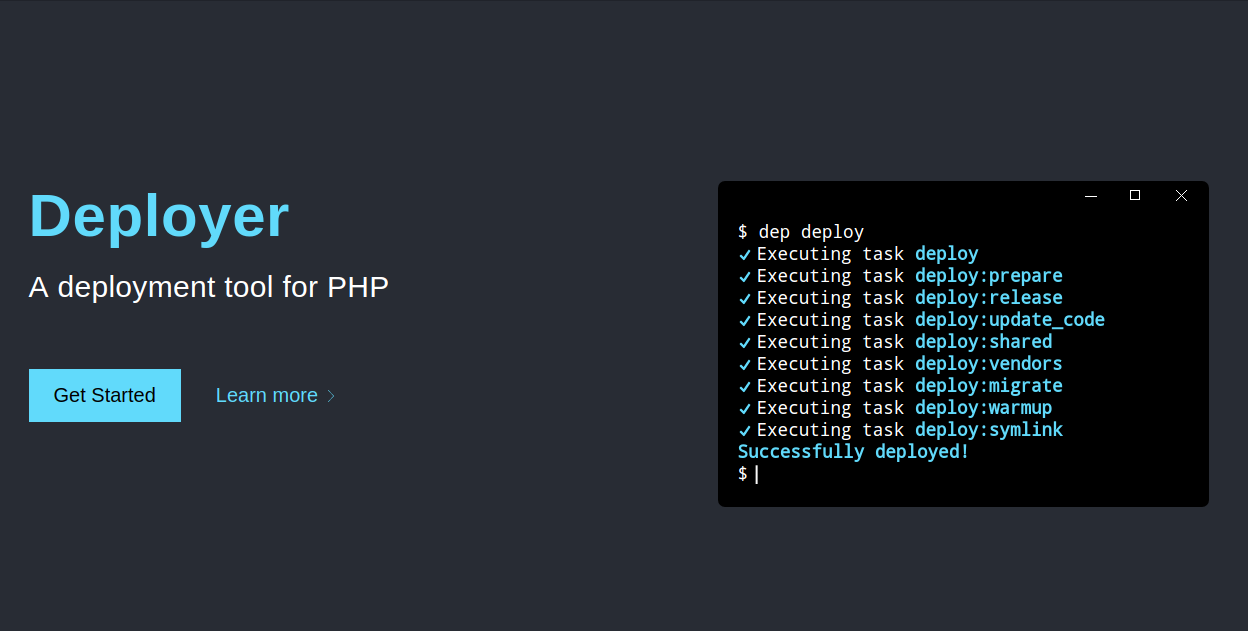 Deployer
A deployment tool for PHP
Get Started
Learn more
$ dep deploy
✔ Executing task deploy
✔ Executing task deploy:prepare
✔ Executing task deploy:release
✔ Executing task deploy:update_code
✔ Executing task deploy:shared
✔ Executing task deploy:vendors
✔ Executing task deploy:migrate
✔ Executing task deploy:warmup
✔ Executing task deploy:symlink
Successfully deployed!
$